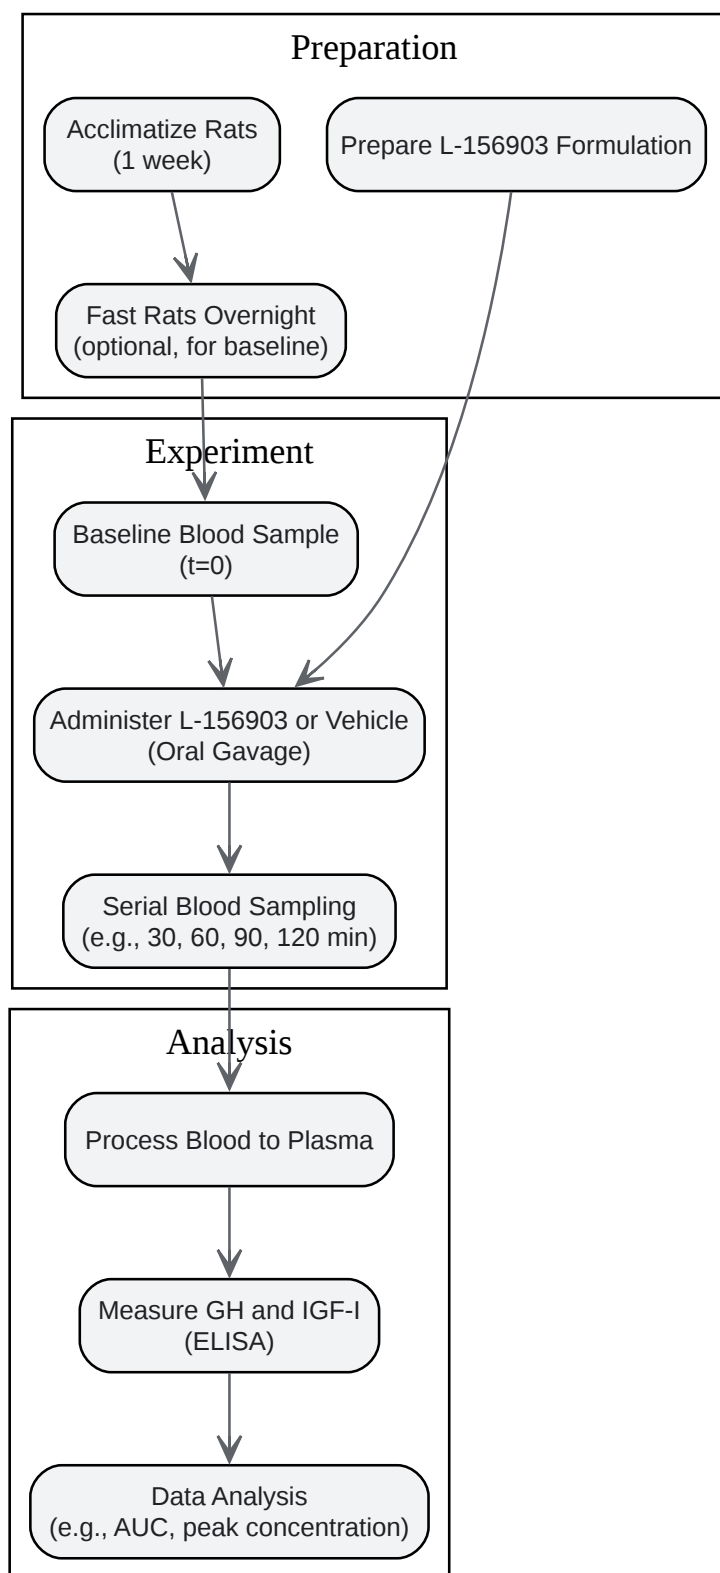 Preparation
Acclimatize Rats
(1 week)
Prepare L-156903 Formulation
Fast Rats Overnight
(optional, for baseline)
Experiment
Baseline Blood Sample
(t=0)
Administer L-156903 or Vehicle
(Oral Gavage)
Serial Blood Sampling
(e.g., 30, 60, 90, 120 min)
Analysis
Process Blood to Plasma
Measure GH and IGF-I
(ELISA)
Data Analysis
(e.g., AUC, peak concentration)